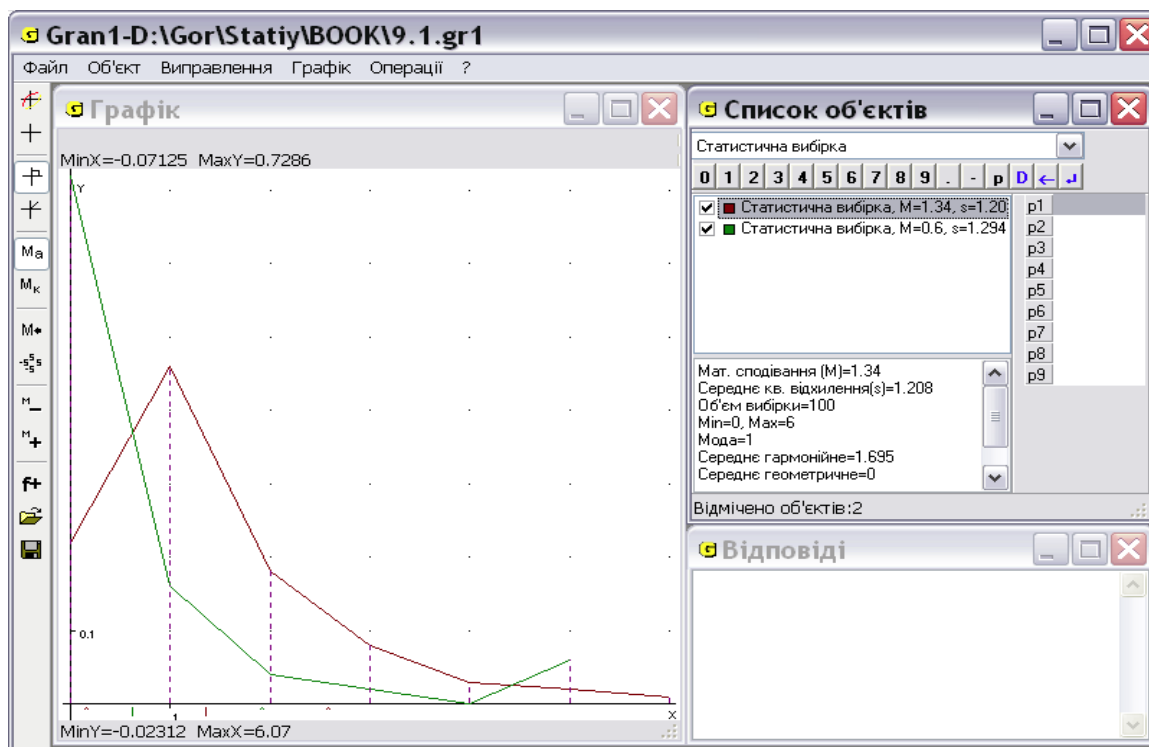 Gran1-D:\Gor\Statiy\BOOK\9.1.gr1
Файл Об'єкт Виправлення Графік Операції ?
Графік
MinX=-0.07125 MaxY=0.7286
Y
0.1
1
X
MinY=-0.02312 MaxX=6.07
Ma
Mк
M
-5 5 5 5
M
M
f+
Список об'єктів
Статистична вибірка
0 1 2 3 4 5 6 7 8 9 . - p D ← ↲
Статистична вибірка, M=1.34, s=1.20
Статистична вибірка, M=0.6, s=1.294
p1
p2
p3
p4
p5
p6
p7
p8
p9
Мат. сподівання (M)=1.34
Середнє кв. відхилення(s)=1.208
Об'єм вибірки=100
Min=0, Max=6
Мода=1
Середнє гармонійне=1.695
Середнє геометричне=0
Відмічено об'єктів:2
Відповіді